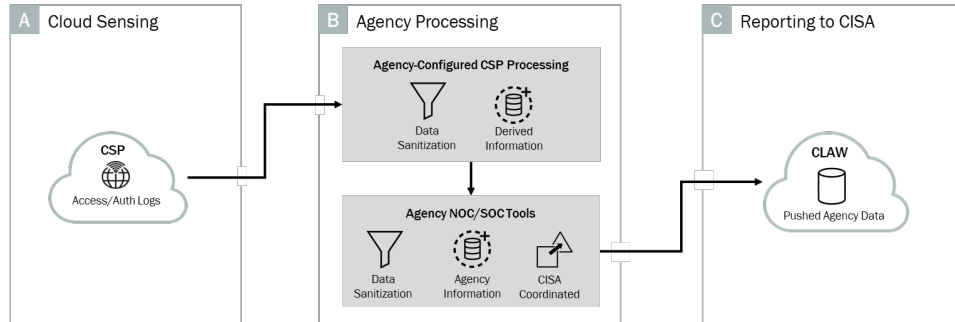 A Cloud Sensing
CSP
Access/Auth Logs
B Agency Processing
Agency-Configured CSP Processing
Data
Sanitization
Derived
Information
Agency NOC/SOC Tools
Data
Sanitization
Agency
Information
CISA
Coordinated
C Reporting to CISA
CLAW
Pushed Agency Data